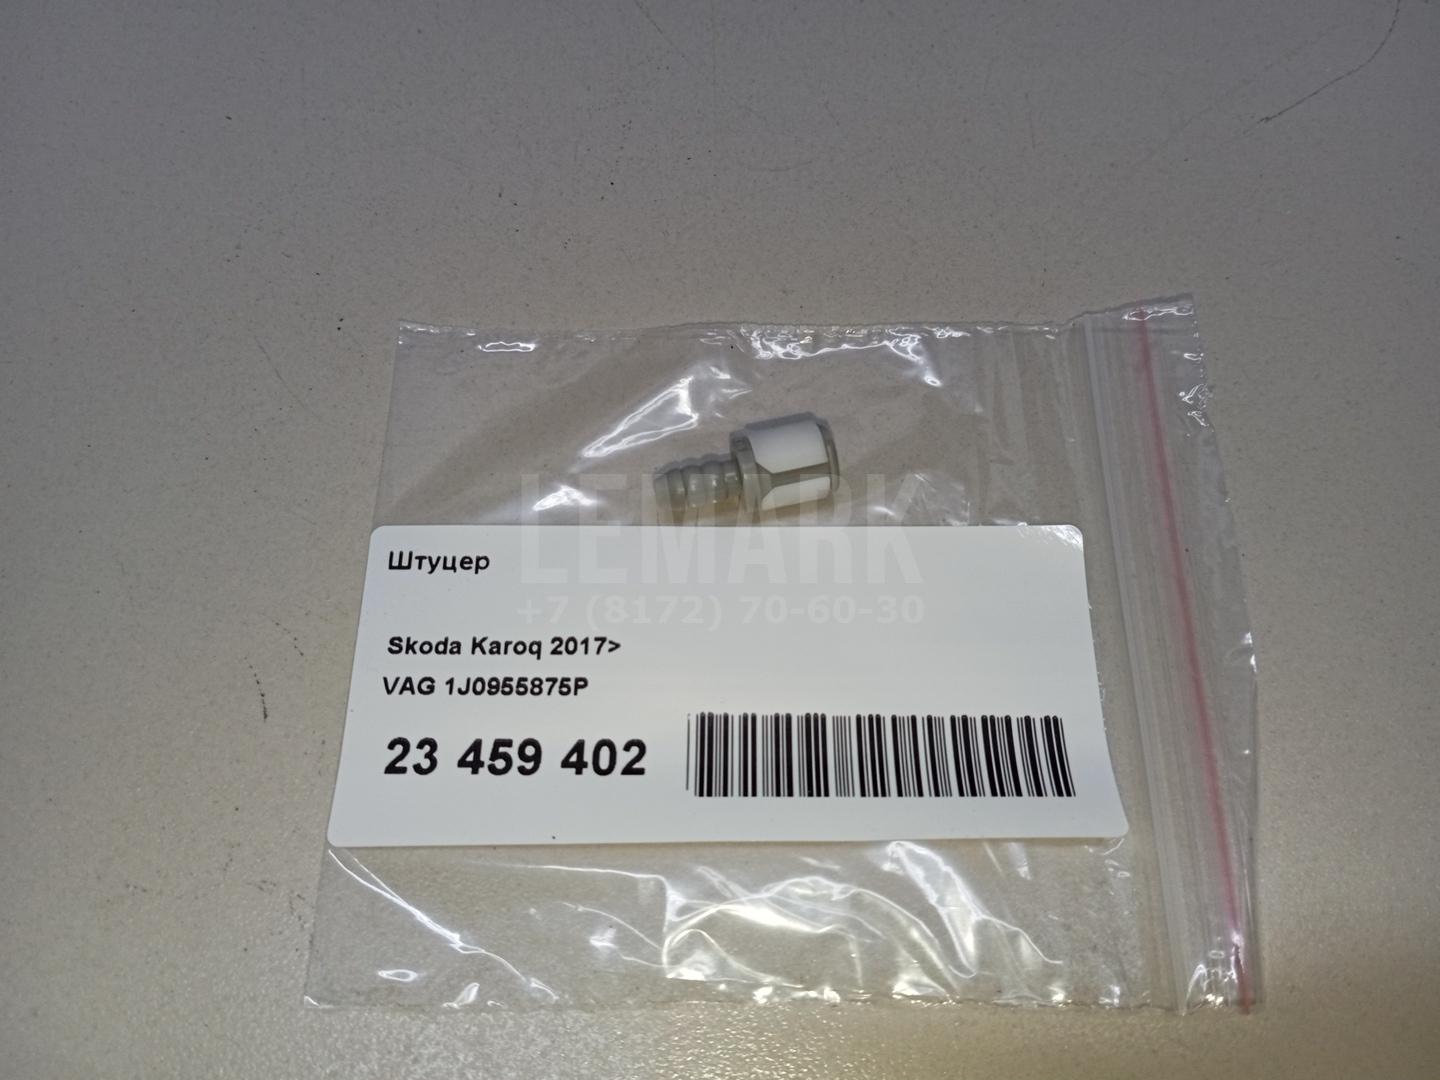 LEMARK
+7 (8172) 70-60-30
Штуцер
Skoda Karoq 2017>
VAG 1J0955875P
23 459 402